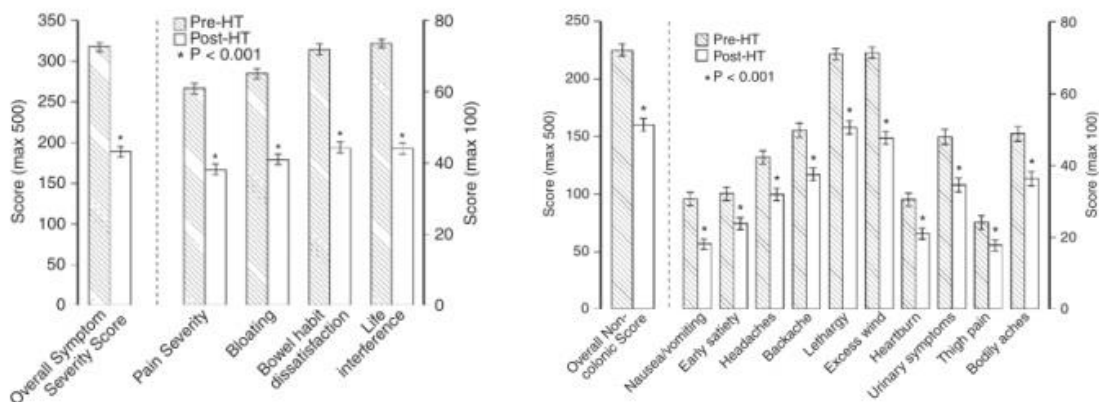 350
300
250
200
150
100
50
0
Score (max 500)
Pre-HT
Post-HT
* P < 0.001
*
*
*
*
*
80
60
40
20
0
Score (max 100)
Overall Symptom
Severity Score
Pain Severity
Bloating
Bowel habit
dissatisfaction
Life
interference
250
200
150
100
50
0
Score (max 500)
Pre-HT
Post-HT
* P < 0.001
*
*
*
*
*
*
*
*
*
*
*
80
60
40
20
0
Score (max 100)
Overall Non-
colonic Score
Nausea/vomiting
Early satiety
Headaches
Backache
Lethargy
Excess wind
Heartburn
Urinary symptoms
Thigh pain
Bodily aches